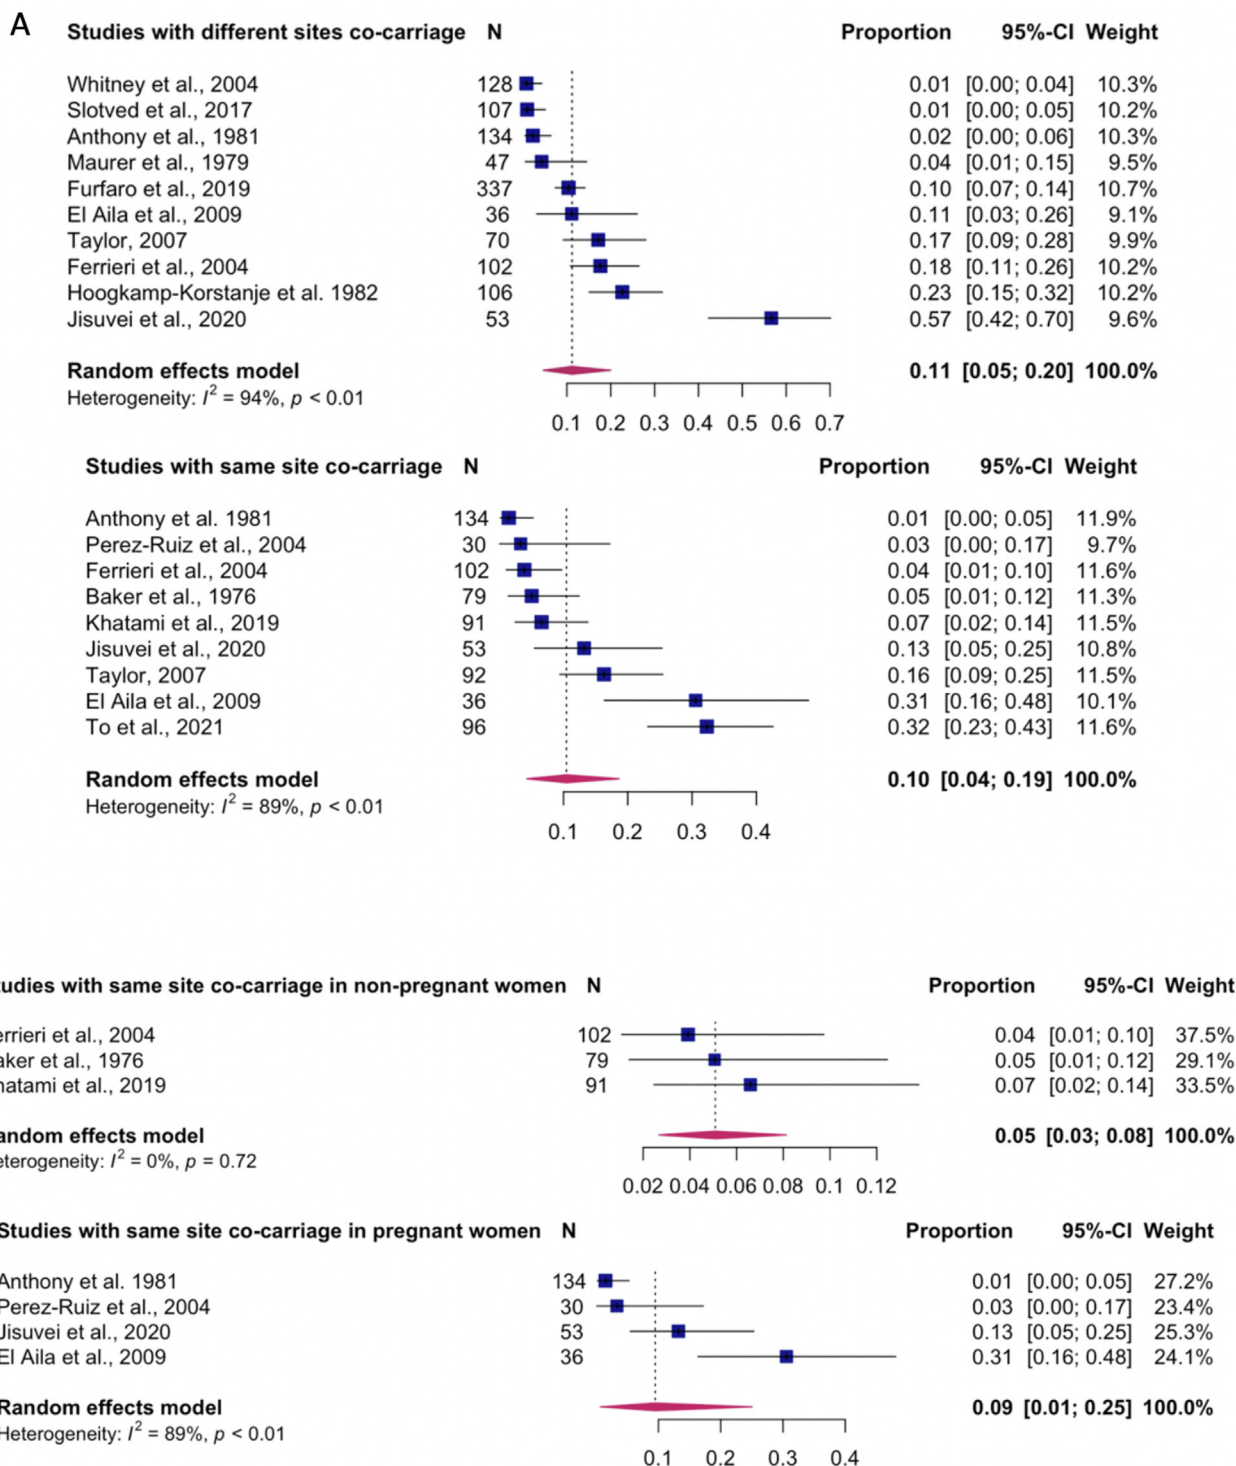 A
Studies with different sites co-carriage N Proportion 95%-CI Weight
Whitney et al., 2004 128 0.01 [0.00; 0.04] 10.3%
Slotved et al., 2017 107 0.01 [0.00; 0.05] 10.2%
Anthony et al., 1981 134 0.02 [0.00; 0.06] 10.3%
Maurer et al., 1979 47 0.04 [0.01; 0.15] 9.5%
Furfaro et al., 2019 337 0.10 [0.07; 0.14] 10.7%
El Aila et al., 2009 36 0.11 [0.03; 0.26] 9.1%
Taylor, 2007 70 0.17 [0.09; 0.28] 9.9%
Ferrieri et al., 2004 102 0.18 [0.11; 0.26] 10.2%
Hoogkamp-Korstanje et al. 1982 106 0.23 [0.15; 0.32] 10.2%
Jisuvei et al., 2020 53 0.57 [0.42; 0.70] 9.6%
Random effects model 0.11 [0.05; 0.20] 100.0%
Heterogeneity: I² = 94%, p < 0.01
0.1 0.2 0.3 0.4 0.5 0.6 0.7
Studies with same site co-carriage N Proportion 95%-CI Weight
Anthony et al. 1981 134 0.01 [0.00; 0.05] 11.9%
Perez-Ruiz et al., 2004 30 0.03 [0.00; 0.17] 9.7%
Ferrieri et al., 2004 102 0.04 [0.01; 0.10] 11.6%
Baker et al., 1976 79 0.05 [0.01; 0.12] 11.3%
Khatami et al., 2019 91 0.07 [0.02; 0.14] 11.5%
Jisuvei et al., 2020 53 0.13 [0.05; 0.25] 10.8%
Taylor, 2007 92 0.16 [0.09; 0.25] 11.5%
El Aila et al., 2009 36 0.31 [0.16; 0.48] 10.1%
To et al., 2021 96 0.32 [0.23; 0.43] 11.6%
Random effects model 0.10 [0.04; 0.19] 100.0%
Heterogeneity: I² = 89%, p < 0.01
0.1 0.2 0.3 0.4
tudies with same site co-carriage in non-pregnant women N Proportion 95%-CI Weight
errieri et al., 2004 102 0.04 [0.01; 0.10] 37.5%
aker et al., 1976 79 0.05 [0.01; 0.12] 29.1%
hatami et al., 2019 91 0.07 [0.02; 0.14] 33.5%
andom effects model 0.05 [0.03; 0.08] 100.0%
eterogeneity: I² = 0%, p = 0.72
0.02 0.04 0.06 0.08 0.1 0.12
Studies with same site co-carriage in pregnant women N Proportion 95%-CI Weight
Anthony et al. 1981 134 0.01 [0.00; 0.05] 27.2%
Perez-Ruiz et al., 2004 30 0.03 [0.00; 0.17] 23.4%
Jisuvei et al., 2020 53 0.13 [0.05; 0.25] 25.3%
El Aila et al., 2009 36 0.31 [0.16; 0.48] 24.1%
Random effects model 0.09 [0.01; 0.25] 100.0%
Heterogeneity: I² = 89%, p < 0.01
0.1 0.2 0.3 0.4